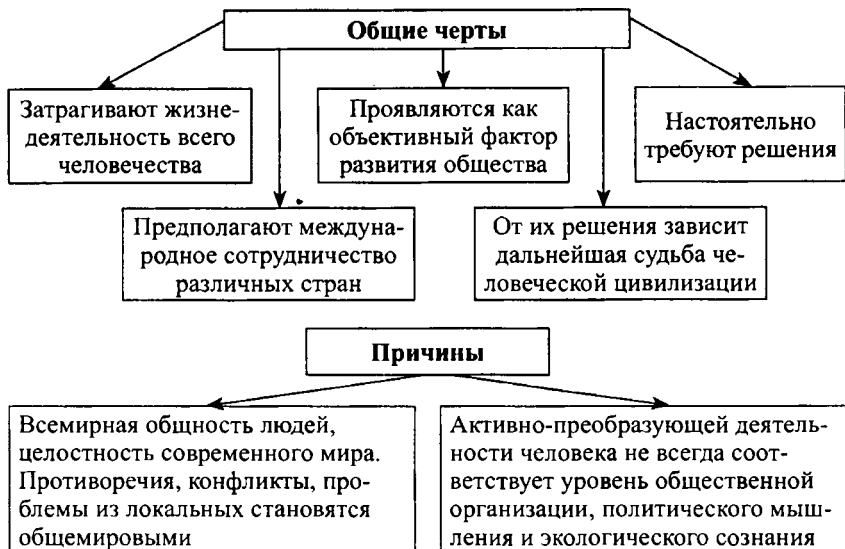 Общие черты
Затрагивают жизне-
деятельность всего
человечества
Проявляются как
объективный фактор
развития общества
Настоятельно
требуют решения
Предполагают междуна-
родное сотрудничество
различных стран
От их решения зависит
дальнейшая судьба че-
ловеческой цивилизации
Причины
Всемирная общность людей,
целостность современного мира.
Противоречия, конфликты, про-
блемы из локальных становятся
общемировыми
Активно-преобразующей деятель-
ности человека не всегда соот-
ветствует уровень общественной
организации, политического мыш-
ления и экологического сознания